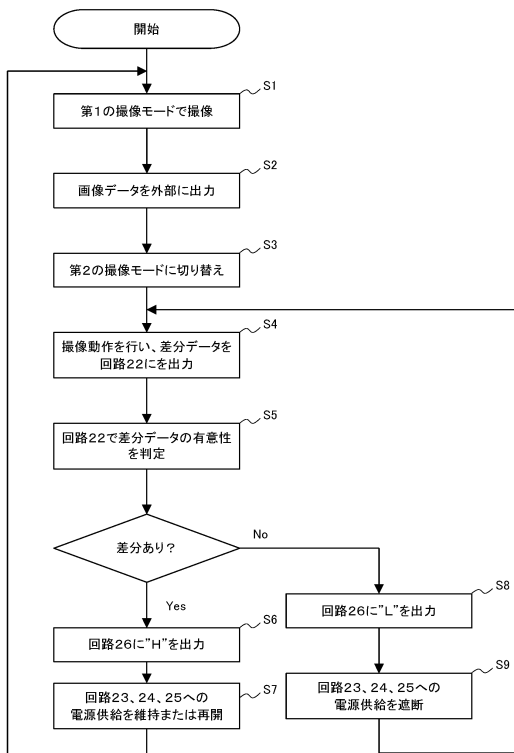 開始
S1
第1の撮像モードで撮像
S2
画像データを外部に出力
S3
第2の撮像モードに切り替え
S4
撮像動作を行い、差分データを
回路22にを出力
S5
回路22で差分データの有意性
を判定
差分あり?
No
Yes
S6
回路26に"H"を出力
S7
回路23、24、25への
電源供給を維持または再開
S8
回路26に"L"を出力
S9
回路23、24、25への
電源供給を遮断